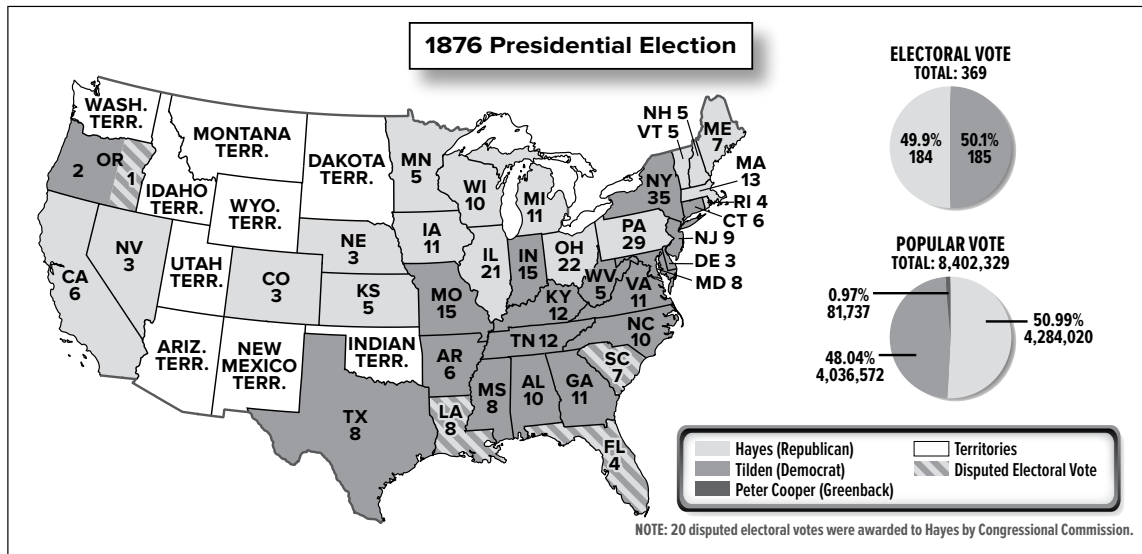 1876 Presidential Election
WASH.
TERR.
MONTANA
TERR.
DAKOTA
TERR.
MN
5
NH 5
VT 5
ME
7
MA
13
RI 4
CT 6
NJ 9
DE 3
MD 8
2
OR
1
IDAHO
TERR.
WYO.
TERR.
WI
10
MI
11
NY
35
PA
29
NE
3
IA
11
IL
21
IN
15
OH
22
WV
5
VA
11
CA
6
NV
3
UTAH
TERR.
CO
3
KS
5
MO
15
KY
12
NC
10
ARIZ.
TERR.
NEW
MEXICO
TERR.
INDIAN
TERR.
TN 12
AR
6
SC
7
TX
8
LA
8
MS
8
AL
10
GA
11
FL
4
ELECTORAL VOTE
TOTAL: 369
49.9%
184
50.1%
185
POPULAR VOTE
TOTAL: 8,402,329
0.97%
81,737
50.99%
4,284,020
48.04%
4,036,572
Hayes (Republican)
Tilden (Democrat)
Peter Cooper (Greenback)
Territories
Disputed Electoral Vote
NOTE: 20 disputed electoral votes were awarded to Hayes by Congressional Commission.